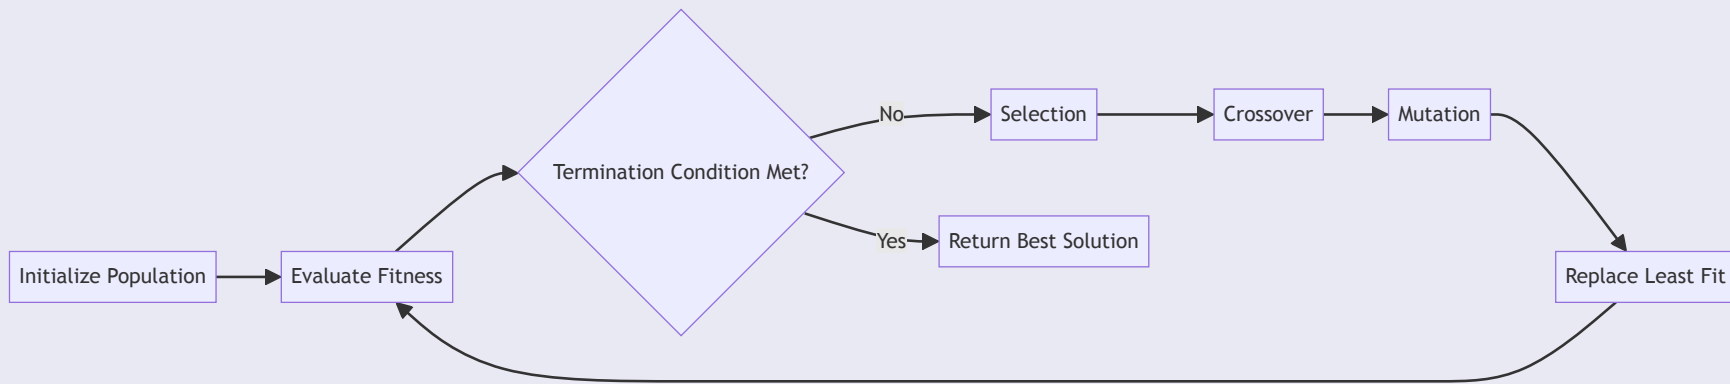 Initialize Population
Evaluate Fitness
Termination Condition Met?
No
Selection
Crossover
Mutation
Yes
Return Best Solution
Replace Least Fit